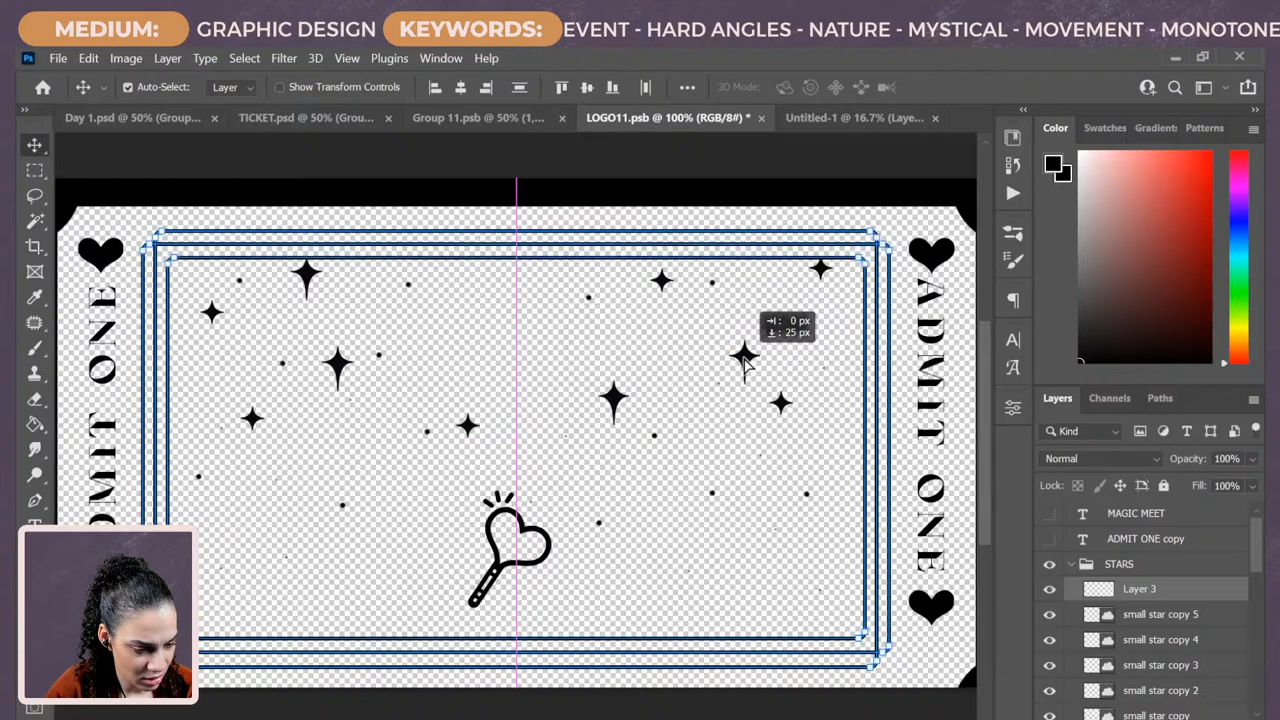 MEDIUM: GRAPHIC DESIGN KEYWORDS: EVENT - HARD ANGLES - NATURE - MYSTICAL - MOVEMENT - MONOTONE
Ps File Edit Image Layer Type Select Filter 3D View Plugins Window Help
Auto-Select: Layer Show Transform Controls 3D Mode:
Day 1.psd @ 50% (Group... × TICKET.psd @ 50% (Grou... × Group 11.psb @ 50% (1,... × LOGO11.psb @ 100% (RGB/8#) * × Untitled-1 @ 16.7% (Laye... ×
Color Swatches Gradient: Patterns
ADMIT ONE
ADMIT ONE
0 px
25 px
Layers Channels Paths
Kind
Normal Opacity: 100%
Lock: Fill: 100%
T MAGIC MEET
T ADMIT ONE copy
STARS
Layer 3
small star copy 5
small star copy 4
small star copy 3
small star copy 2
small star copy